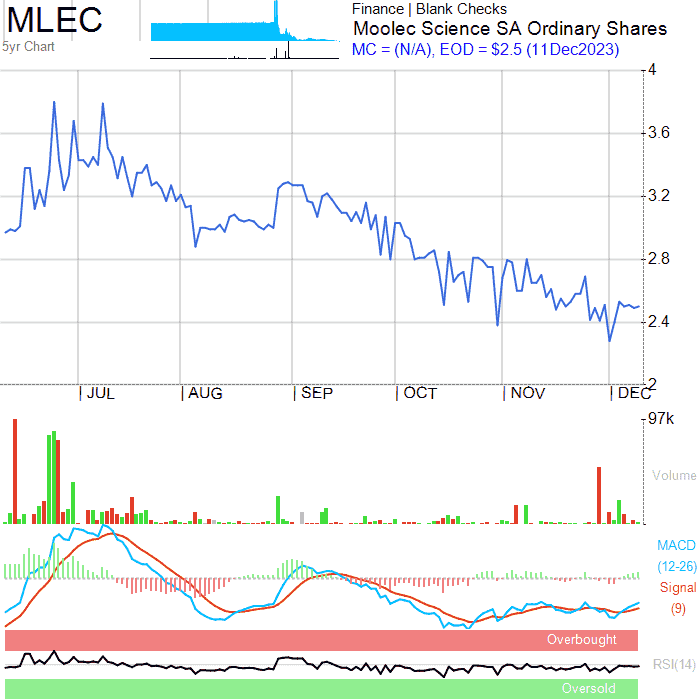 MLEC
5yr Chart
Finance | Blank Checks
Moolec Science SA Ordinary Shares
MC = (N/A), EOD = $2.5 (11Dec2023)
4
3.6
3.2
2.8
2.4
2
JUL AUG SEP OCT NOV DEC
97k
Volume
MACD
(12-26)
Signal
(9)
Overbought
RSI(14)
Oversold